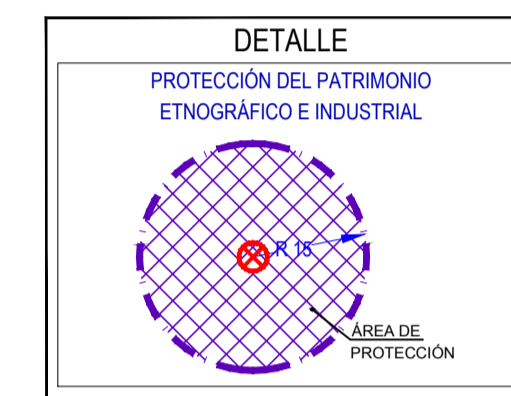 DETALLE
PROTECCIÓN DEL PATRIMONIO
ETNOGRÁFICO E INDUSTRIAL
R 15
ÁREA DE
PROTECCIÓN